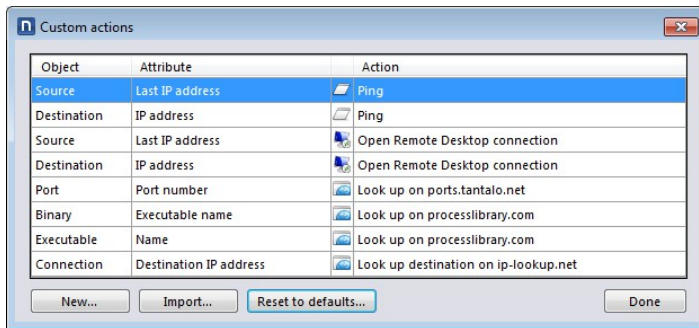 n Custom actions
Object Attribute Action
Source Last IP address Ping
Destination IP address Ping
Source Last IP address Open Remote Desktop connection
Destination IP address Open Remote Desktop connection
Port Port number Look up on ports.tantalo.net
Binary Executable name Look up on processlibrary.com
Executable Name Look up on processlibrary.com
Connection Destination IP address Look up destination on ip-lookup.net
New... Import... Reset to defaults... Done